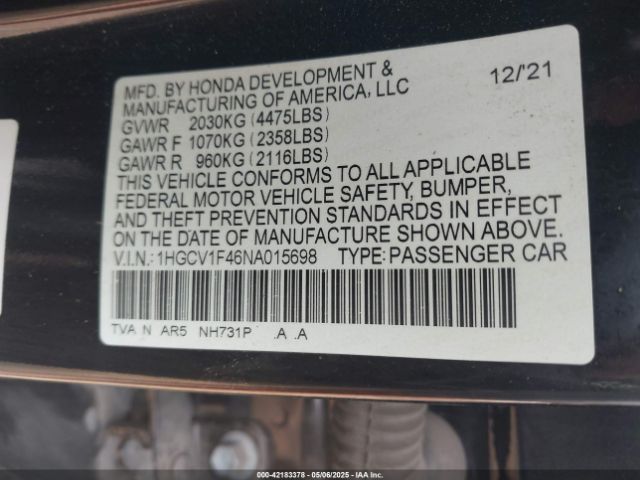 MFD. BY HONDA DEVELOPMENT & 12/'21
MANUFACTURING OF AMERICA, LLC
GVWR 2030KG (4475LBS)
GAWR F 1070KG (2358LBS)
GAWR R 960KG (2116LBS)
THIS VEHICLE CONFORMS TO ALL APPLICABLE
FEDERAL MOTOR VEHICLE SAFETY, BUMPER,
AND THEFT PREVENTION STANDARDS IN EFFECT
ON THE DATE OF MANUFACTURE SHOWN ABOVE.
V.I.N.: 1HGCV1F46NA015698 TYPE: PASSENGER CAR
TVA N AR5 NH731P .A .A
000-42183378 - 05/06/2025 - IAA Inc.